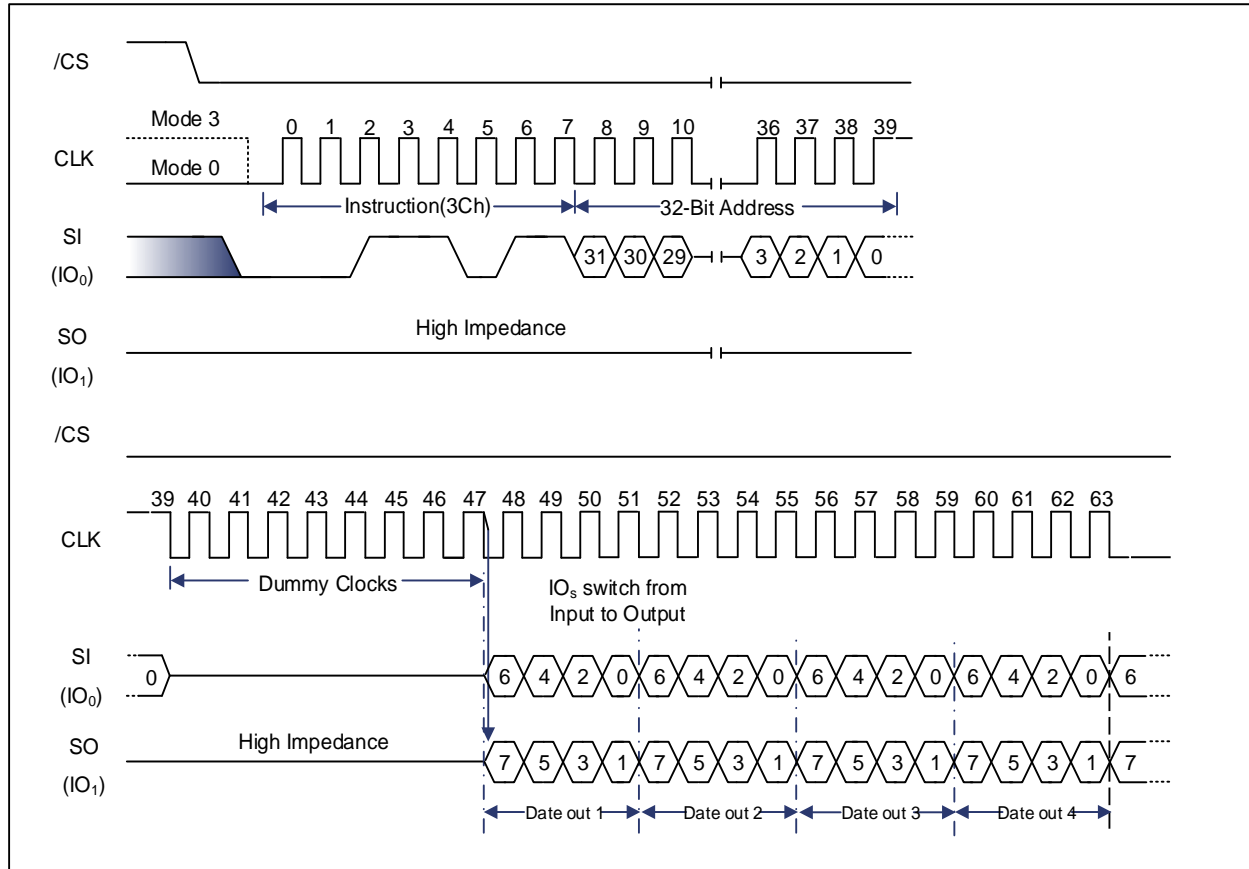 /CS
Mode 3
0 1 2 3 4 5 6 7 8 9 10 36 37 38 39
CLK
Mode 0
Instruction(3Ch) 32-Bit Address
SI
(IO0)
31 30 29 3 2 1 0
SO
High Impedance
(IO1)
/CS
39 40 41 42 43 44 45 46 47 48 49 50 51 52 53 54 55 56 57 58 59 60 61 62 63
CLK
Dummy Clocks
IOs switch from
Input to Output
SI
(IO0)
0 6 4 2 0 6 4 2 0 6 4 2 0 6 4 2 0 6
SO
High Impedance
(IO1)
7 5 3 1 7 5 3 1 7 5 3 1 7 5 3 1 7
Date out 1 Date out 2 Date out 3 Date out 4